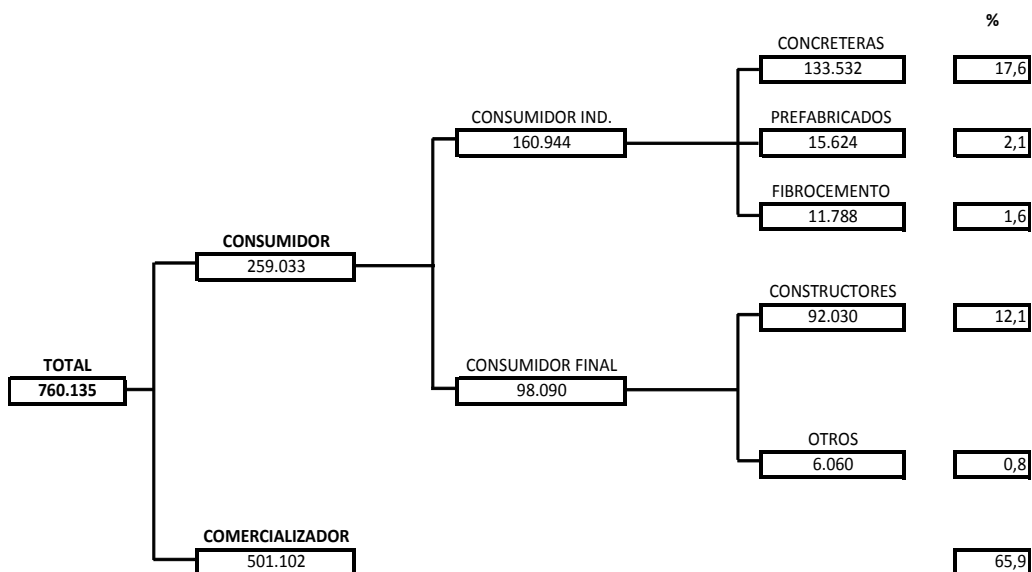 %
CONCRETERAS
133.532 17,6
CONSUMIDOR IND. PREFABRICADOS
160.944 15.624 2,1
FIBROCEMENTO
CONSUMIDOR 11.788 1,6
259.033
CONSTRUCTORES
92.030 12,1
TOTAL CONSUMIDOR FINAL
760.135 98.090
OTROS
6.060 0,8
COMERCIALIZADOR
501.102 65,9